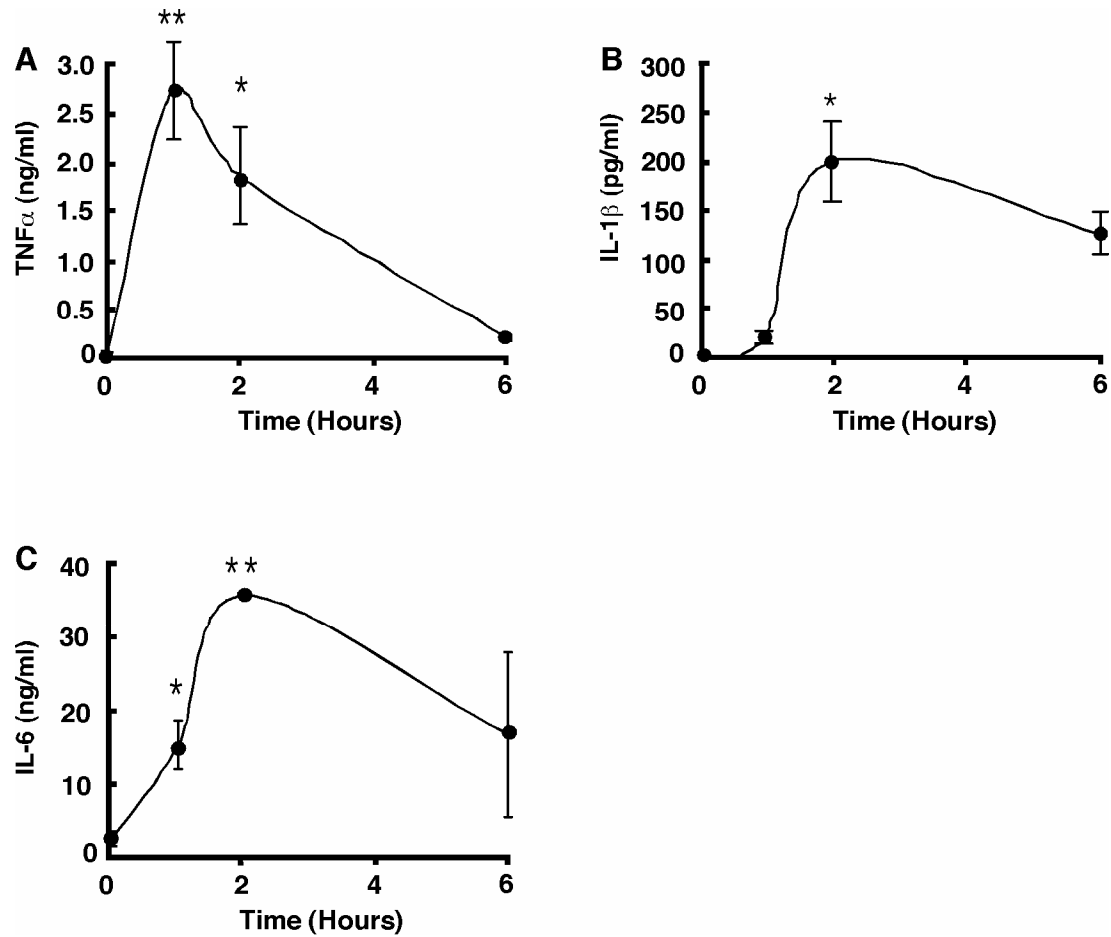 **
A
3.0
*
2.5
2.0
1.5
1.0
0.5
0
TNFα (ng/ml)
0 2 4 6
Time (Hours)
B
300
250
*
200
150
100
50
0
IL-1β (pg/ml)
0 2 4 6
Time (Hours)
C
40
**
30
*
20
10
0
IL-6 (ng/ml)
0 2 4 6
Time (Hours)